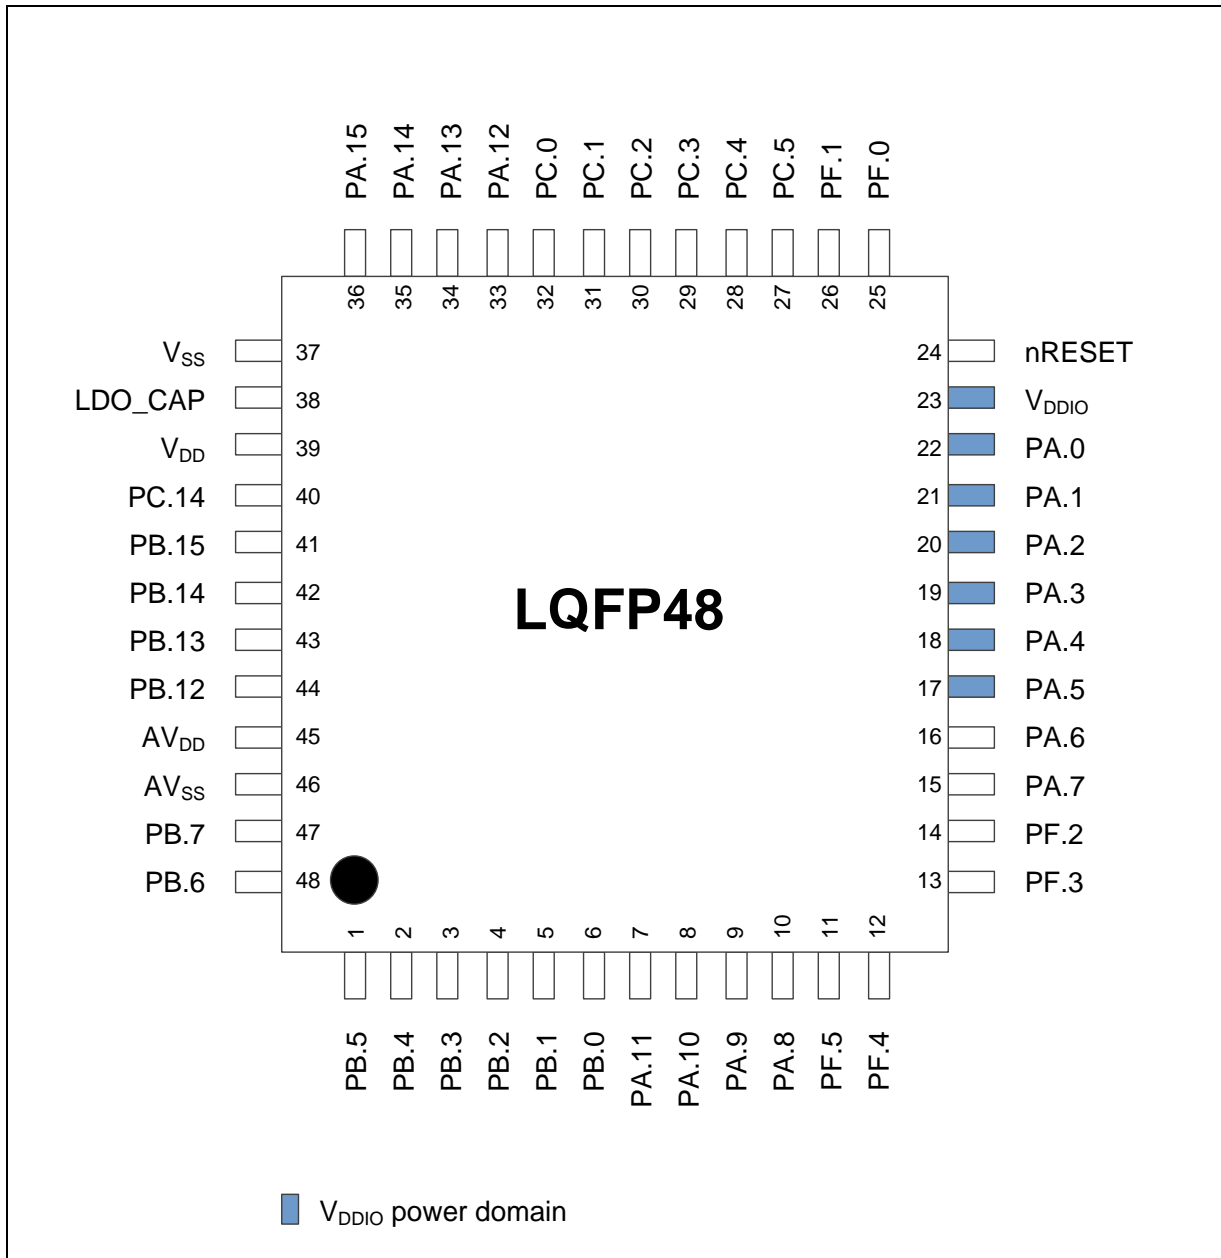 PA.15
PA.14
PA.13
PA.12
PC.0
PC.1
PC.2
PC.3
PC.4
PC.5
PF.1
PF.0
36
35
34
33
32
31
30
29
28
27
26
25
VSS 37
LDO_CAP 38
VDD 39
PC.14 40
PB.15 41
PB.14 42
PB.13 43
PB.12 44
AVDD 45
AVSS 46
PB.7 47
PB.6 48
LQFP48
24 nRESET
23 VDDIO
22 PA.0
21 PA.1
20 PA.2
19 PA.3
18 PA.4
17 PA.5
16 PA.6
15 PA.7
14 PF.2
13 PF.3
1
2
3
4
5
6
7
8
9
10
11
12
PB.5
PB.4
PB.3
PB.2
PB.1
PB.0
PA.11
PA.10
PA.9
PA.8
PF.5
PF.4
VDDIO power domain